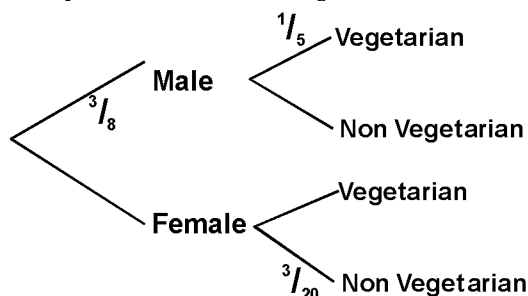 ¹/₅ Vegetarian
Male
³/₈
Non Vegetarian
Vegetarian
Female
³/₂₀ Non Vegetarian